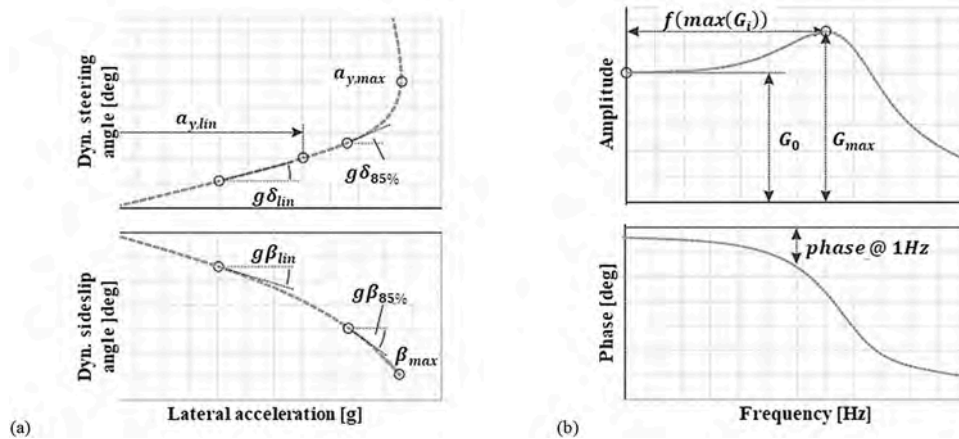 Dyn. steering
angle [deg]
a_y,max
a_y,lin
gδ_lin
gδ_85%
Dyn. sideslip
angle [deg]
gβ_lin
gβ_85%
β_max
Lateral acceleration [g]
(a)
Amplitude
f(max(G_i))
G_0
G_max
Phase [deg]
phase @ 1Hz
Frequency [Hz]
(b)